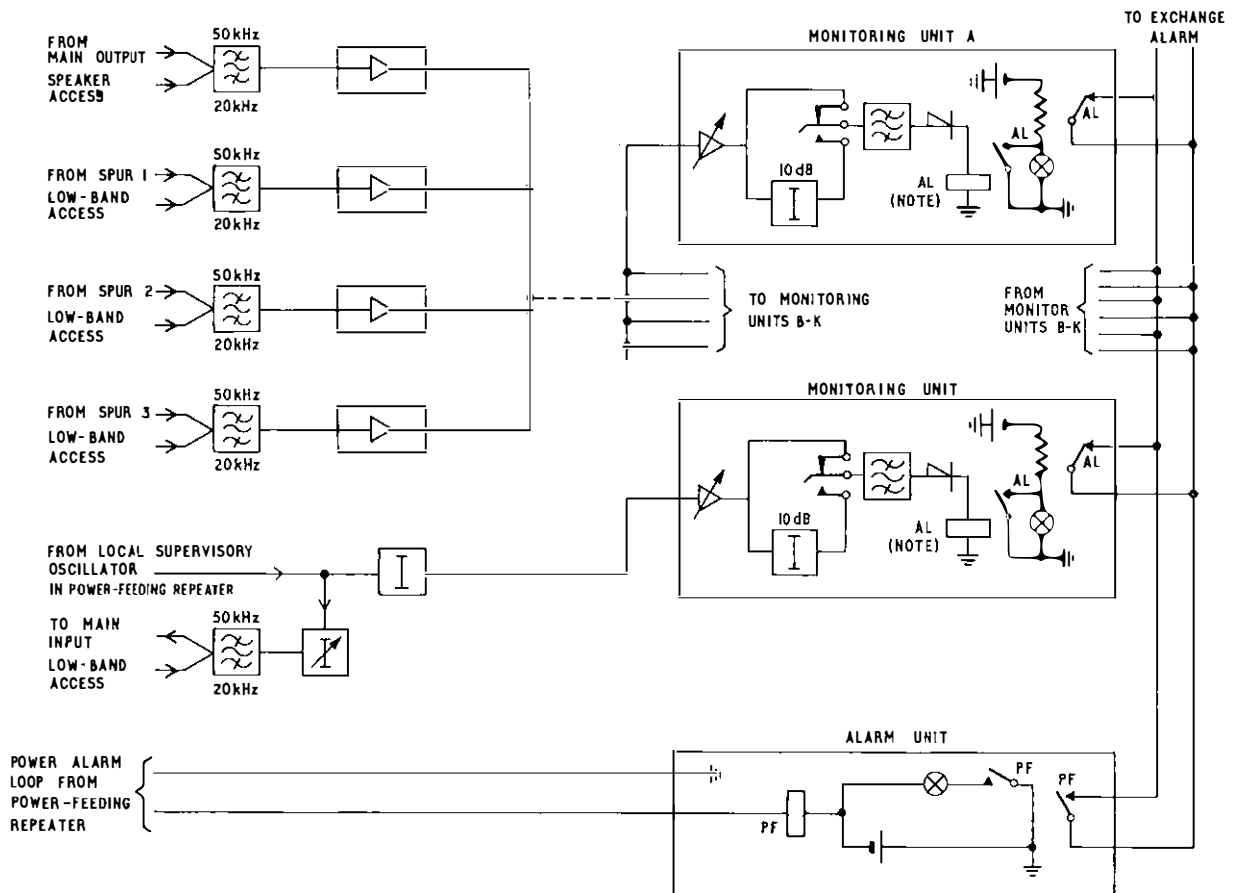 FROM
MAIN OUTPUT
SPEAKER
ACCESS
50kHz
20kHz
FROM SPUR 1
LOW-BAND
ACCESS
50kHz
20kHz
FROM SPUR 2
LOW-BAND
ACCESS
50kHz
20kHz
FROM SPUR 3
LOW-BAND
ACCESS
50kHz
20kHz
MONITORING UNIT A
10dB
AL
(NOTE)
AL
AL
TO EXCHANGE
ALARM
TO MONITORING
UNITS B-K
FROM
MONITOR
UNITS B-K
MONITORING UNIT
10dB
AL
(NOTE)
AL
AL
FROM LOCAL SUPERVISORY
OSCILLATOR
IN POWER-FEEDING REPEATER
TO MAIN
INPUT
LOW-BAND
ACCESS
50kHz
20kHz
ALARM UNIT
POWER ALARM
LOOP FROM
POWER-FEEDING
REPEATER
PF
PF
PF